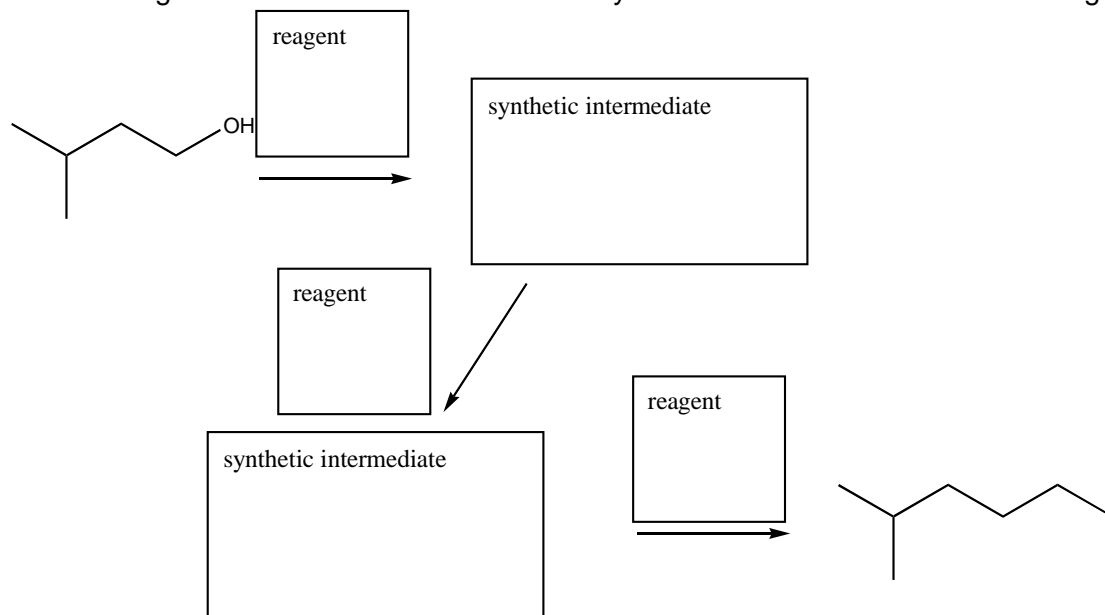 reagent
synthetic intermediate
OH
reagent
reagent
synthetic intermediate